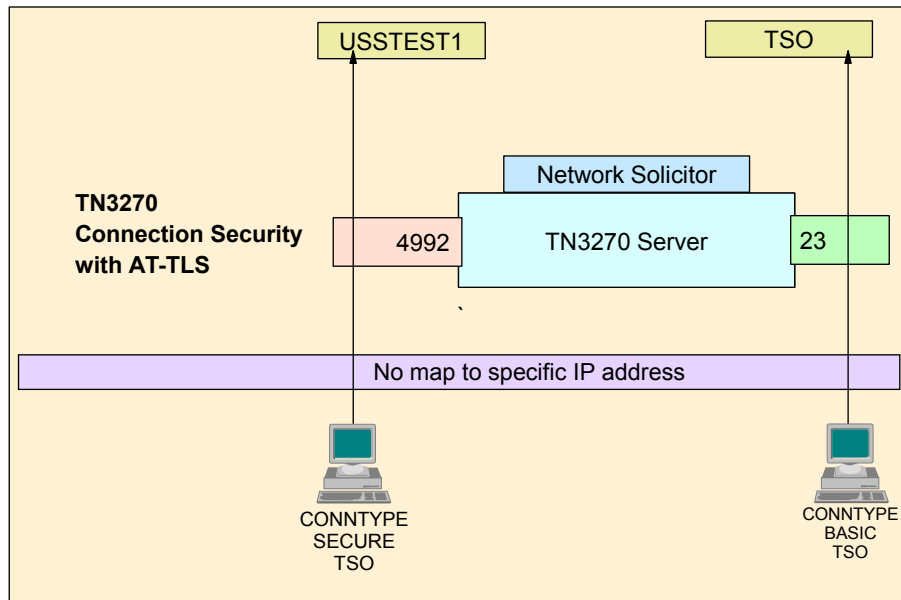 USSTEST1
TSO
Network Solicitor
TN3270
Connection Security
with AT-TLS
4992
TN3270 Server
23
`
No map to specific IP address
CONNTYPE
SECURE
TSO
CONNTYPE
BASIC
TSO